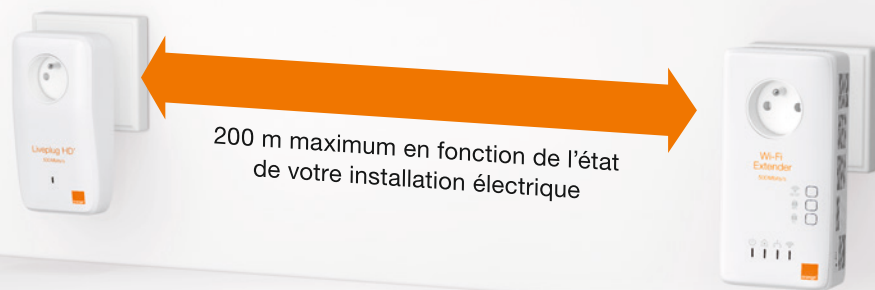 200 m maximum en fonction de l'état
de votre installation électrique
Liveplug HD+
Wi-Fi
Extender